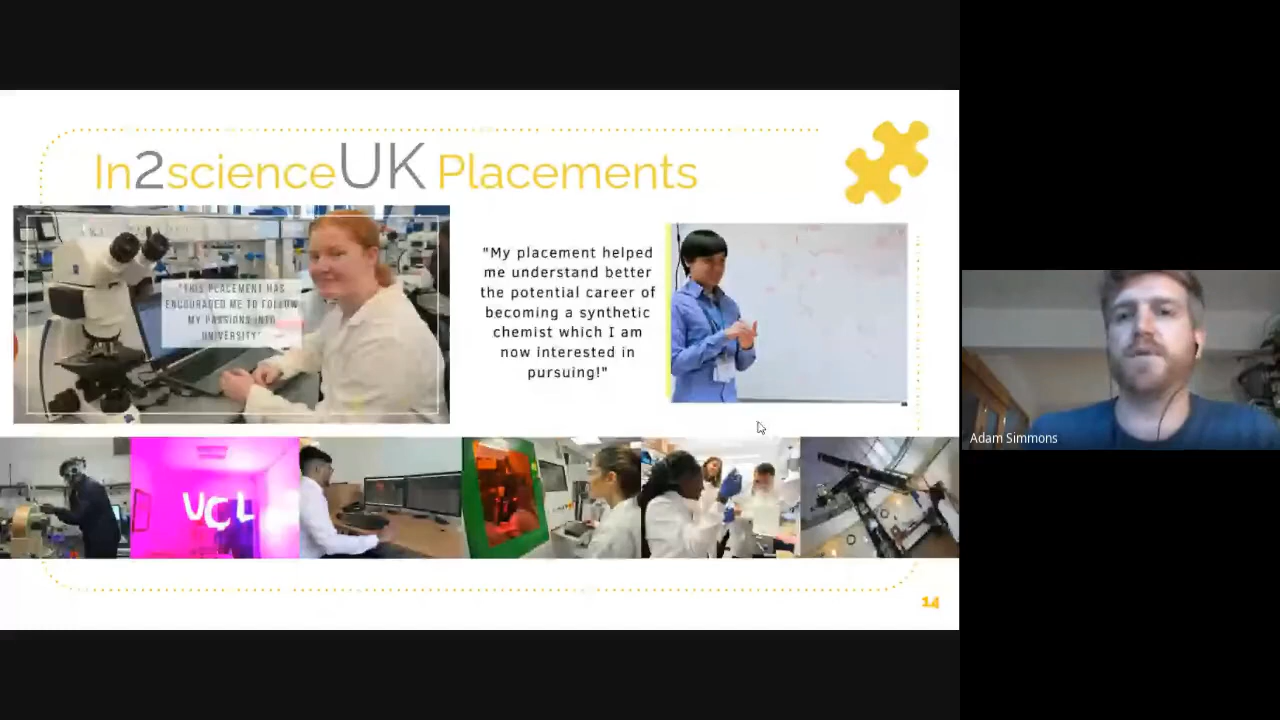 In2scienceUK Placements
"THIS PLACEMENT HAS
ENCOURAGED ME TO FOLLOW
MY PASSIONS INTO
UNIVERSITY"
"My placement helped
me understand better
the potential career of
becoming a synthetic
chemist which I am
now interested in
pursuing!"
UCL
14
Adam Simmons